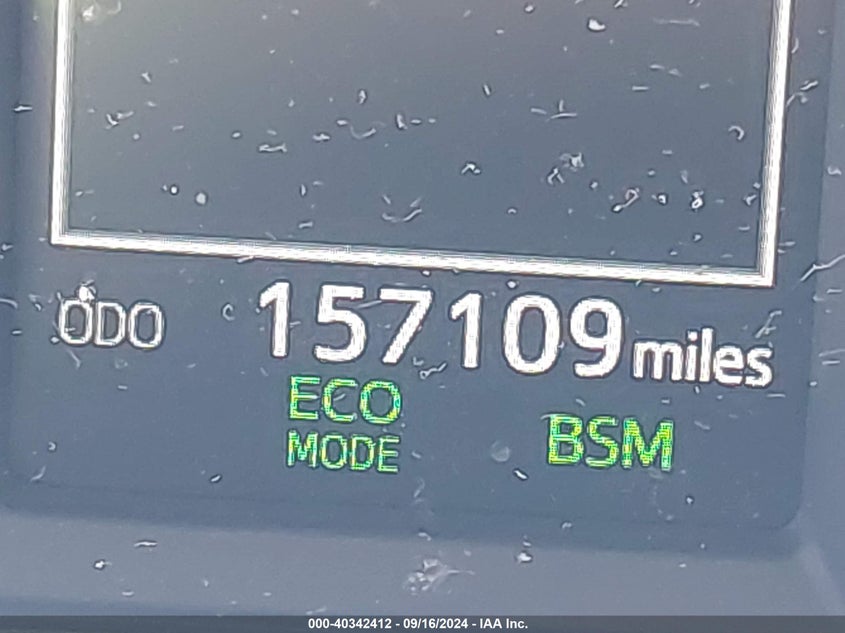 ODO 157109 miles
ECO
MODE BSM
000-40342412 - 09/16/2024 - IAA Inc.